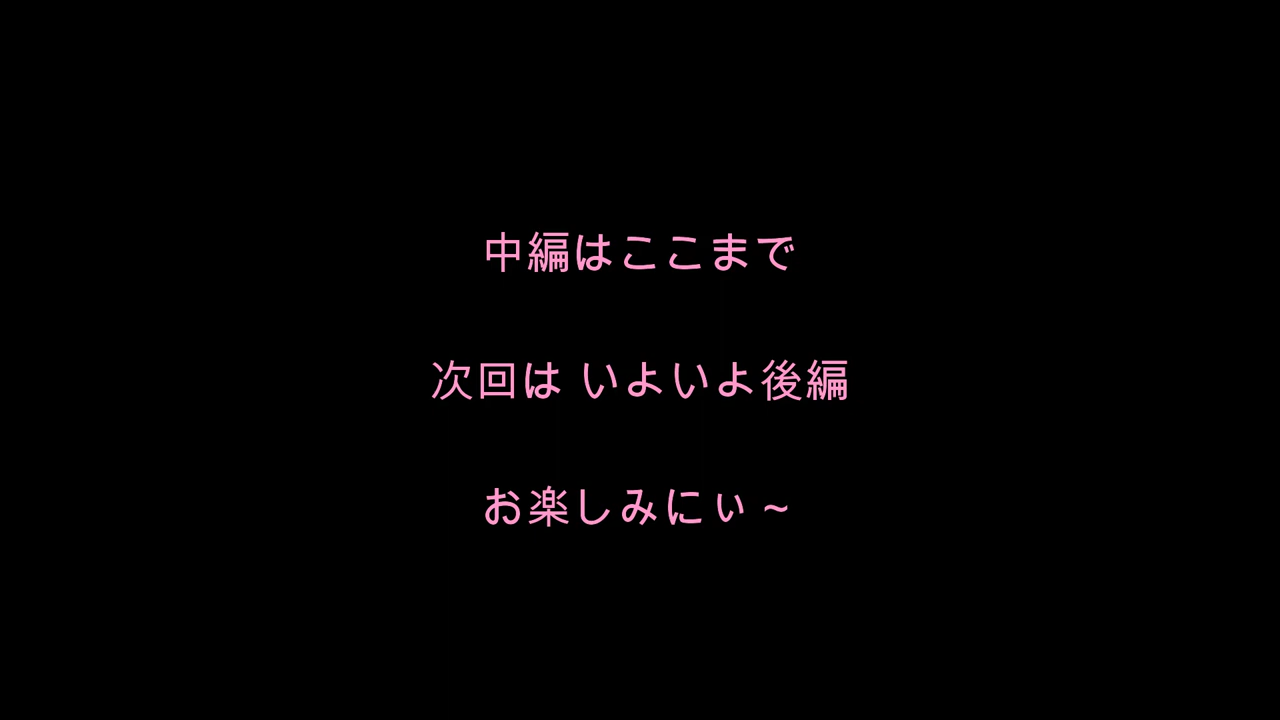 中編はここまで
次回は いよいよ後編
お楽しみにぃ ~